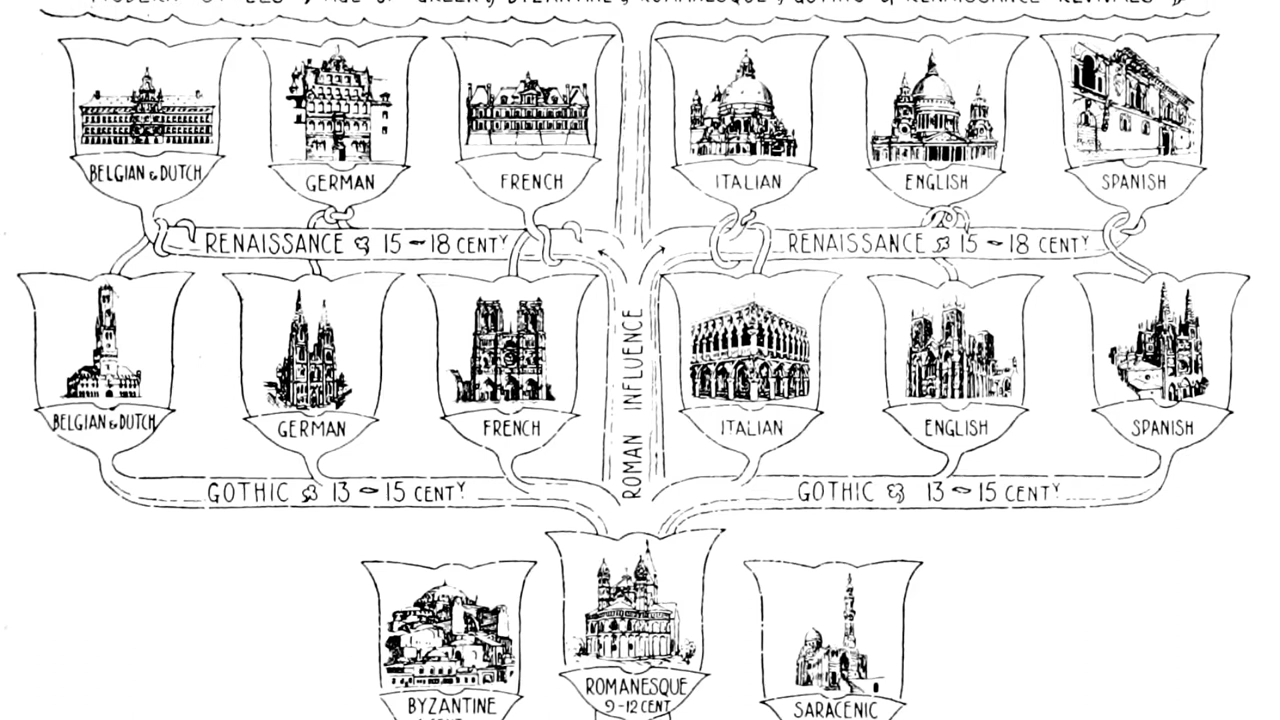 BELGIAN & DUTCH
GERMAN
FRENCH
ITALIAN
ENGLISH
SPANISH
RENAISSANCE & 15 - 18 CENTY
RENAISSANCE & 15 - 18 CENTY
ROMAN INFLUENCE
BELGIAN & DUTCH
GERMAN
FRENCH
ITALIAN
ENGLISH
SPANISH
GOTHIC & 13 - 15 CENTY
GOTHIC & 13 - 15 CENTY
BYZANTINE
ROMANESQUE
9-12 CENT
SARACENIC